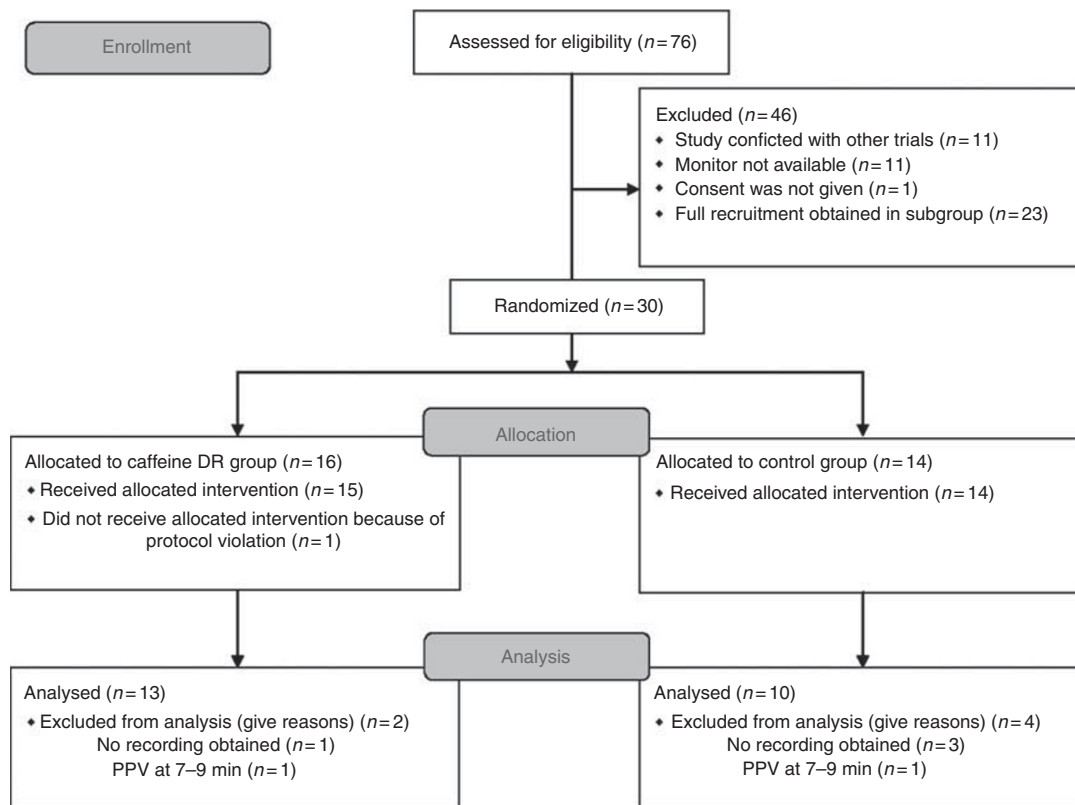 Enrollment
Assessed for eligibility (n=76)
Excluded (n=46)
◆ Study conficted with other trials (n=11)
◆ Monitor not available (n=11)
◆ Consent was not given (n=1)
◆ Full recruitment obtained in subgroup (n=23)
Randomized (n=30)
Allocation
Allocated to caffeine DR group (n=16)
◆ Received allocated intervention (n=15)
◆ Did not receive allocated intervention because of
protocol violation (n=1)
Allocated to control group (n=14)
◆ Received allocated intervention (n=14)
Analysis
Analysed (n=13)
◆ Excluded from analysis (give reasons) (n=2)
No recording obtained (n=1)
PPV at 7–9 min (n=1)
Analysed (n=10)
◆ Excluded from analysis (give reasons) (n=4)
No recording obtained (n=3)
PPV at 7–9 min (n=1)